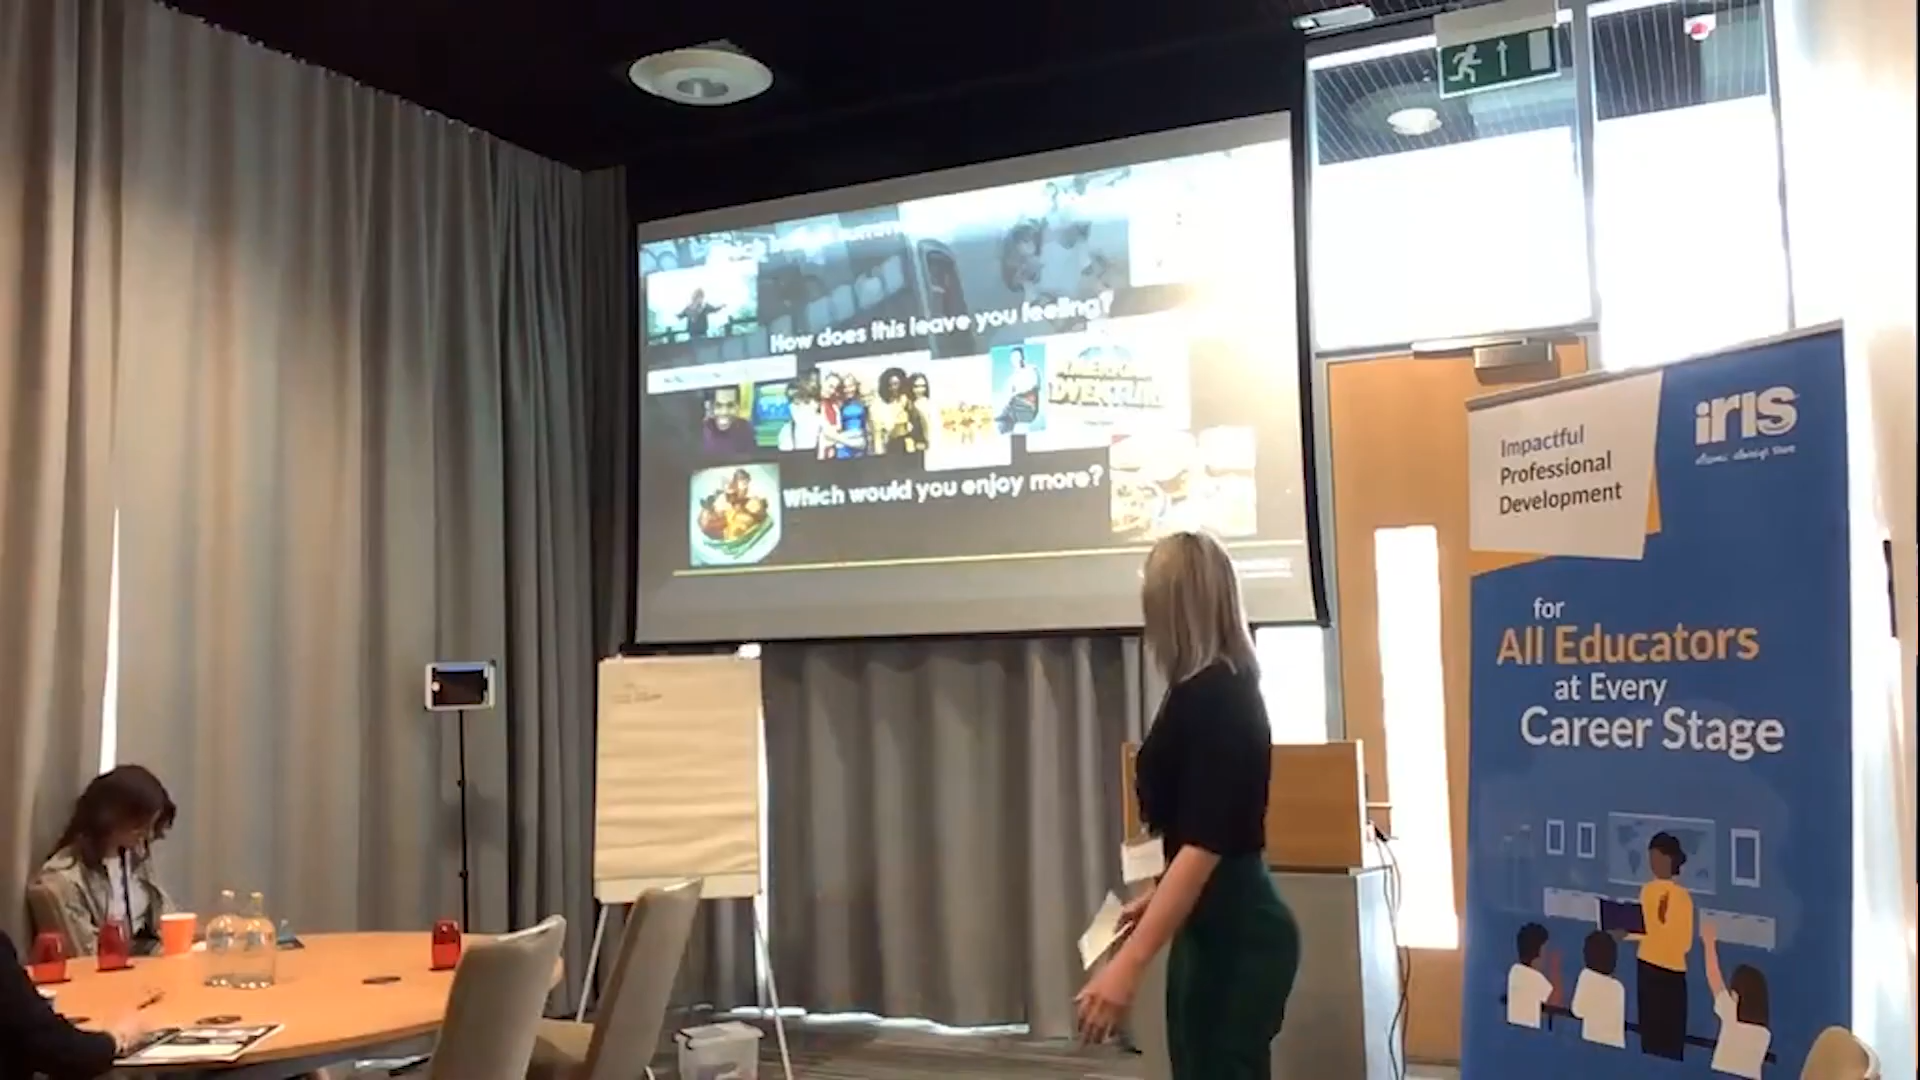 How does this leave you feeling?
Which would you enjoy more?
iris
Impactful
Professional
Development
for
All Educators
at Every
Career Stage